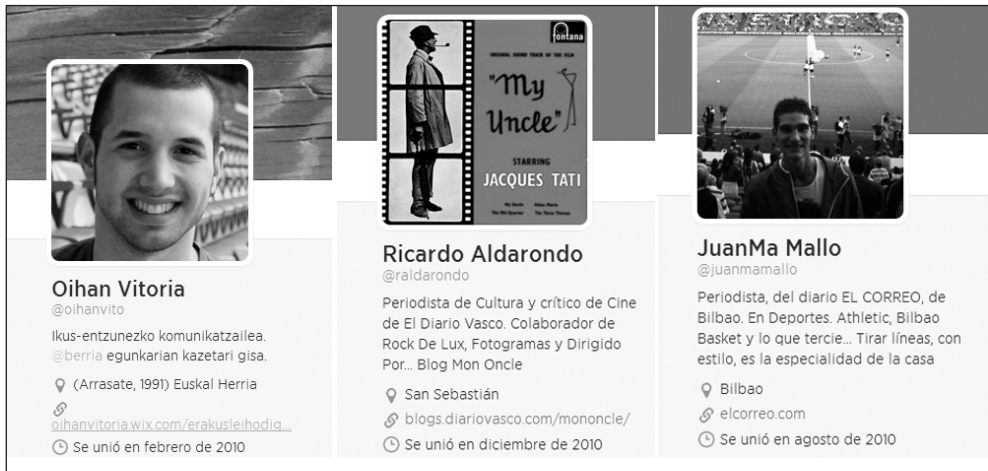 fontana
ORIGINAL SOUND TRACK OF THE FILM
"My
Uncle"
STARRING
JACQUES TATI
Oihan Vitoria
@oihanvito
Ikus-entzunezko komunikatzailea.
@berria egunkarian kazetari gisa.
(Arrasate, 1991) Euskal Herria
oihanvitoria.wix.com/erakusleihodig...
Se unió en febrero de 2010
Ricardo Aldarondo
@raldarondo
Periodista de Cultura y crítico de Cine
de El Diario Vasco. Colaborador de
Rock De Lux, Fotogramas y Dirigido
Por... Blog Mon Oncle
San Sebastián
blogs.diariovasco.com/mononcle/
Se unió en diciembre de 2010
JuanMa Mallo
@juanmamallo
Periodista, del diario EL CORREO, de
Bilbao. En Deportes. Athletic, Bilbao
Basket y lo que tercie... Tirar líneas, con
estilo, es la especialidad de la casa
Bilbao
elcorreo.com
Se unió en agosto de 2010